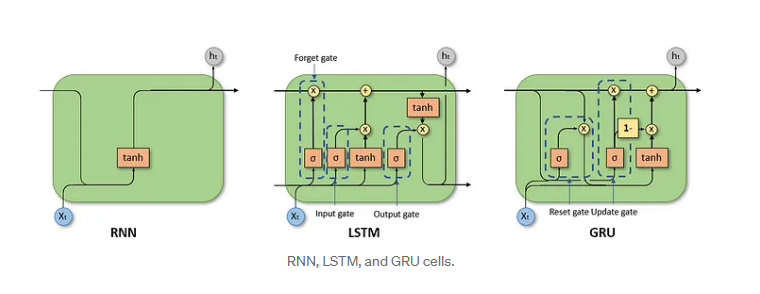 ht
tanh
Xt
RNN
Forget gate
ht
x
+
tanh
x
x
σ
σ
tanh
σ
Xt
Input gate
Output gate
LSTM
ht
x
+
x
1-
x
σ
σ
tanh
Xt
Reset gate
Update gate
GRU
RNN, LSTM, and GRU cells.